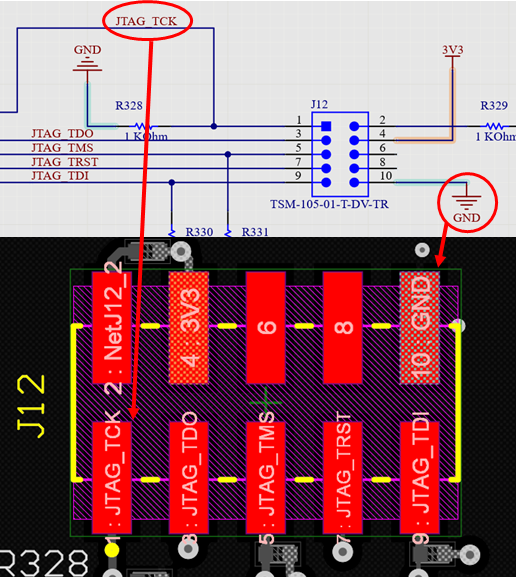 JTAG_TCK
GND
3V3
R328
J12
R329
1 KOhm
1 KOhm
JTAG_TDO
JTAG_TMS
JTAG_TRST
JTAG_TDI
1 2
3 4
5 6
7 8
9 10
TSM-105-01-T-DV-TR
GND
R330
R331
J12
2 : NetJ12_2
4 3V3
6
8
10 GND
1 : JTAG_TCK
3 : JTAG_TDO
5 : JTAG_TMS
7 : JTAG_TRST
9 : JTAG_TDI
R328